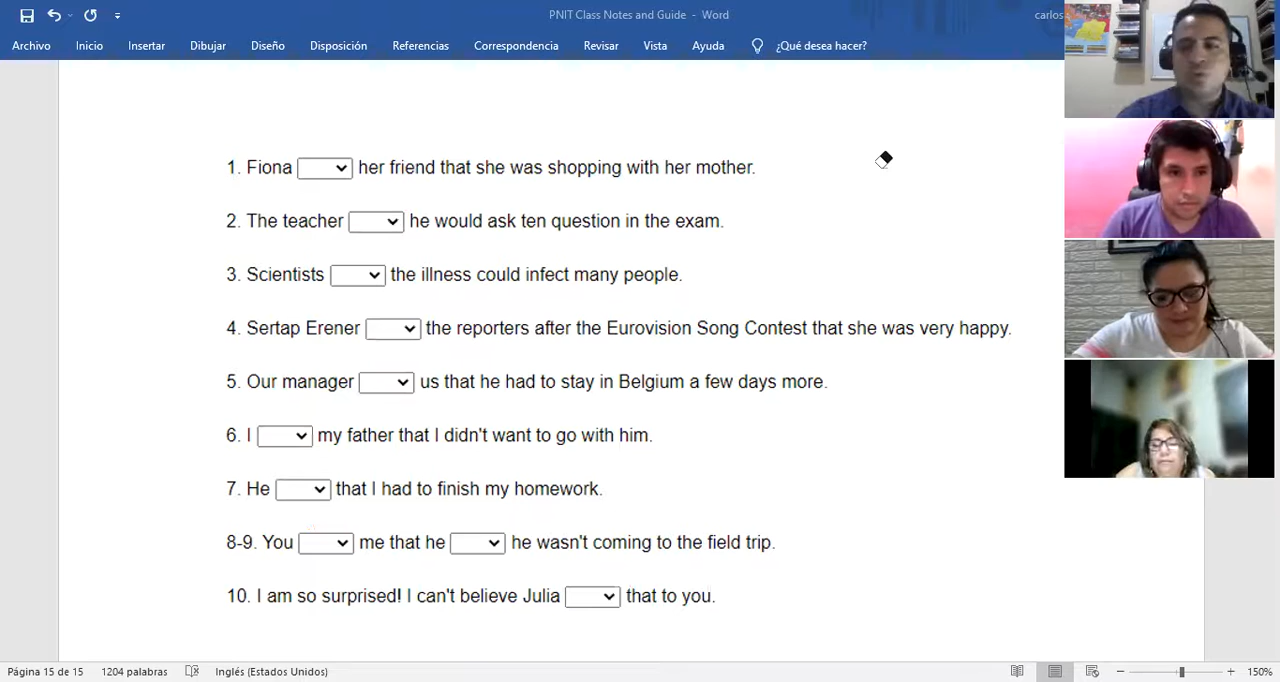 PNIT Class Notes and Guide - Word
carlos
Archivo Inicio Insertar Dibujar Diseño Disposición Referencias Correspondencia Revisar Vista Ayuda ¿Qué desea hacer?
1. Fiona her friend that she was shopping with her mother.
2. The teacher he would ask ten question in the exam.
3. Scientists the illness could infect many people.
4. Sertap Erener the reporters after the Eurovision Song Contest that she was very happy.
5. Our manager us that he had to stay in Belgium a few days more.
6. I my father that I didn't want to go with him.
7. He that I had to finish my homework.
8-9. You me that he he wasn't coming to the field trip.
10. I am so surprised! I can't believe Julia that to you.
Página 15 de 15 1204 palabras Inglés (Estados Unidos) 150%